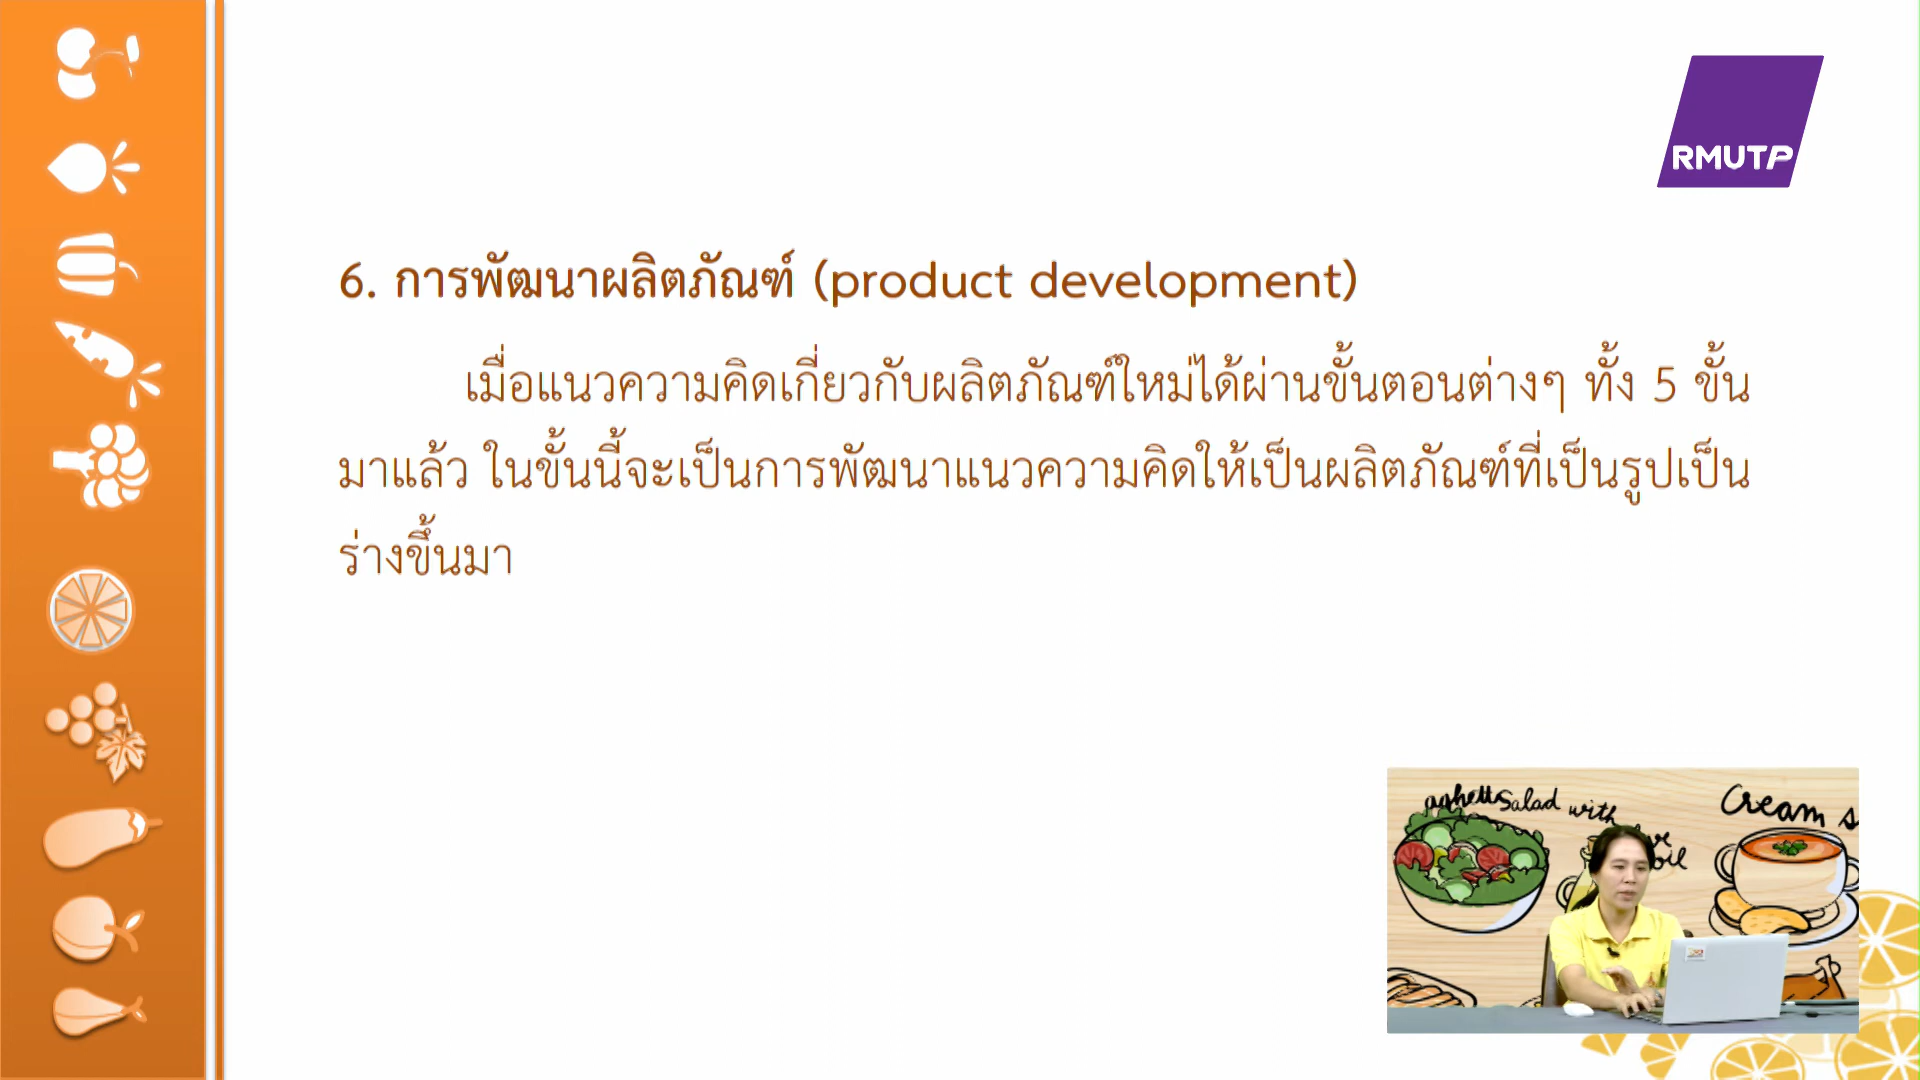 RMUTP
6. การพัฒนาผลิตภัณฑ์ (product development)
เมื่อแนวความคิดเกี่ยวกับผลิตภัณฑ์ใหม่ได้ผ่านขั้นตอนต่างๆ ทั้ง 5 ขั้น
มาแล้ว ในขั้นนี้จะเป็นการพัฒนาแนวความคิดให้เป็นผลิตภัณฑ์ที่เป็นรูปเป็น
ร่างขึ้นมา
Salad with
oil
Cream s